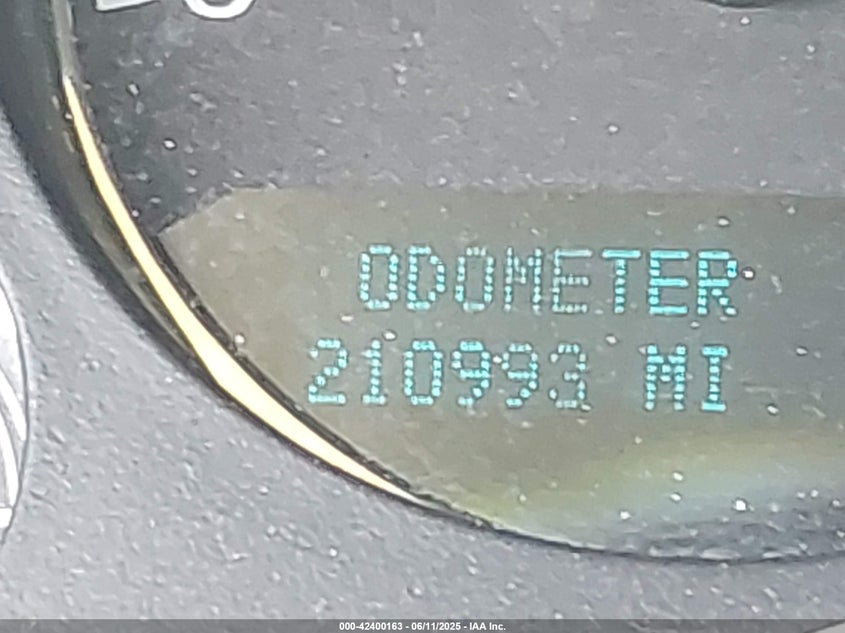 ODOMETER
210993 MI
000-42400163 - 06/11/2025 - IAA Inc.